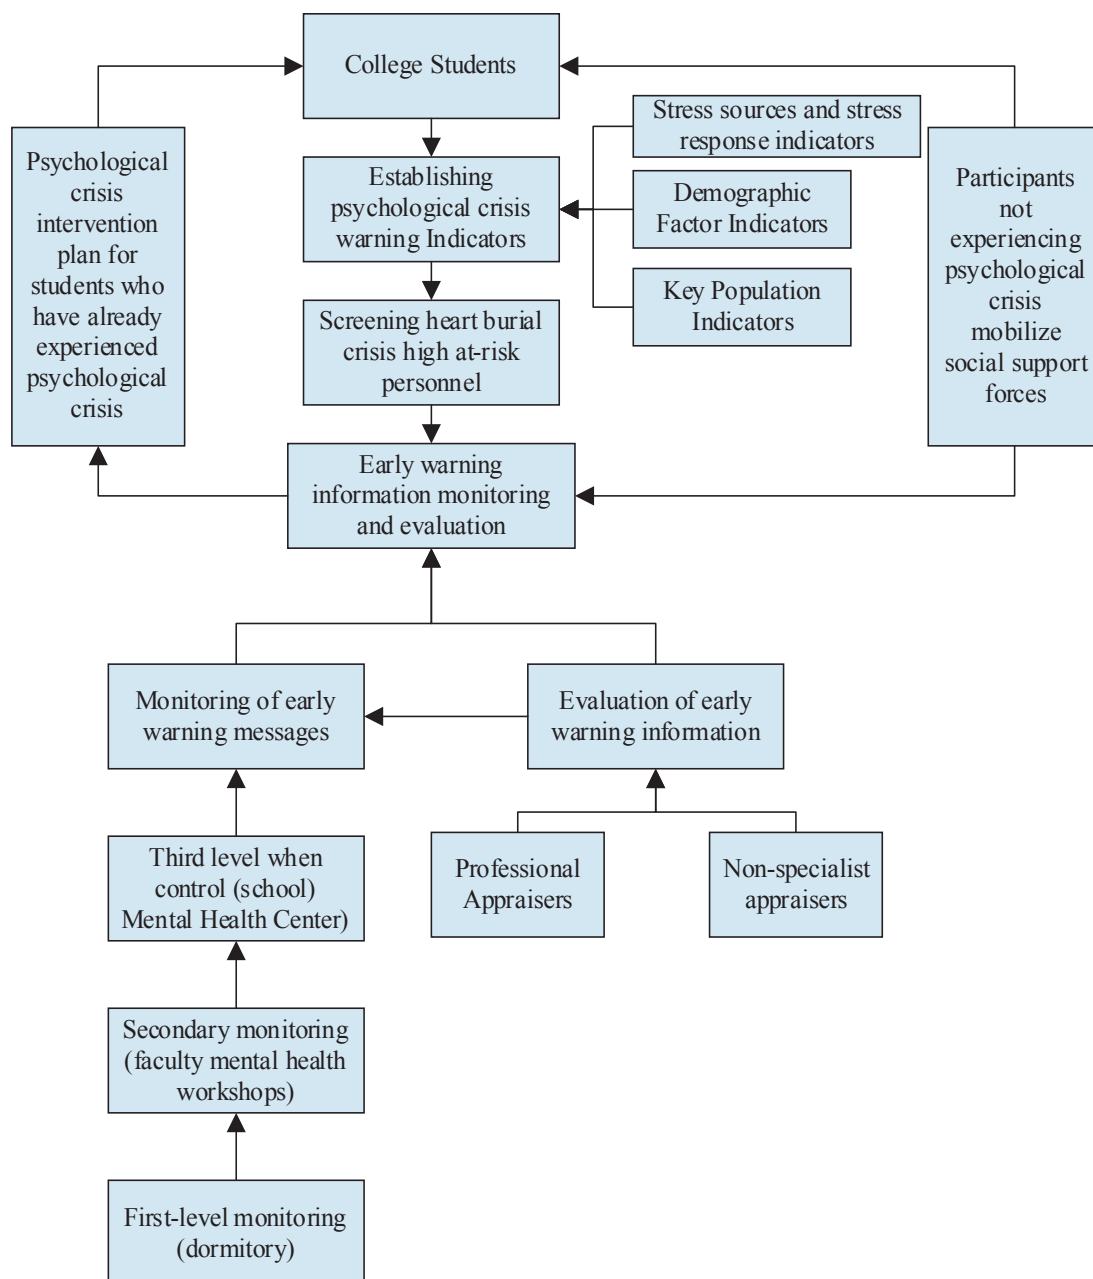 College Students
Stress sources and stress
response indicators
Psychological
crisis
intervention
plan for
students who
have already
experienced
psychological
crisis
Establishing
psychological crisis
warning Indicators
Demographic
Factor Indicators
Participants
not
experiencing
psychological
crisis
mobilize
social support
forces
Key Population
Indicators
Screening heart burial
crisis high at-risk
personnel
Early warning
information monitoring
and evaluation
Monitoring of early
warning messages
Evaluation of early
warning information
Third level when
control (school)
Mental Health Center)
Professional
Appraisers
Non-specialist
appraisers
Secondary monitoring
(faculty mental health
workshops)
First-level monitoring
(dormitory)